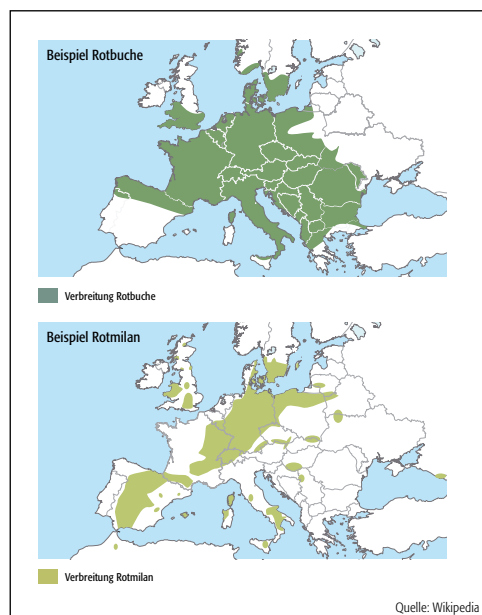 Beispiel Rotbuche
Verbreitung Rotbuche
Beispiel Rotmilan
Verbreitung Rotmilan
Quelle: Wikipedia